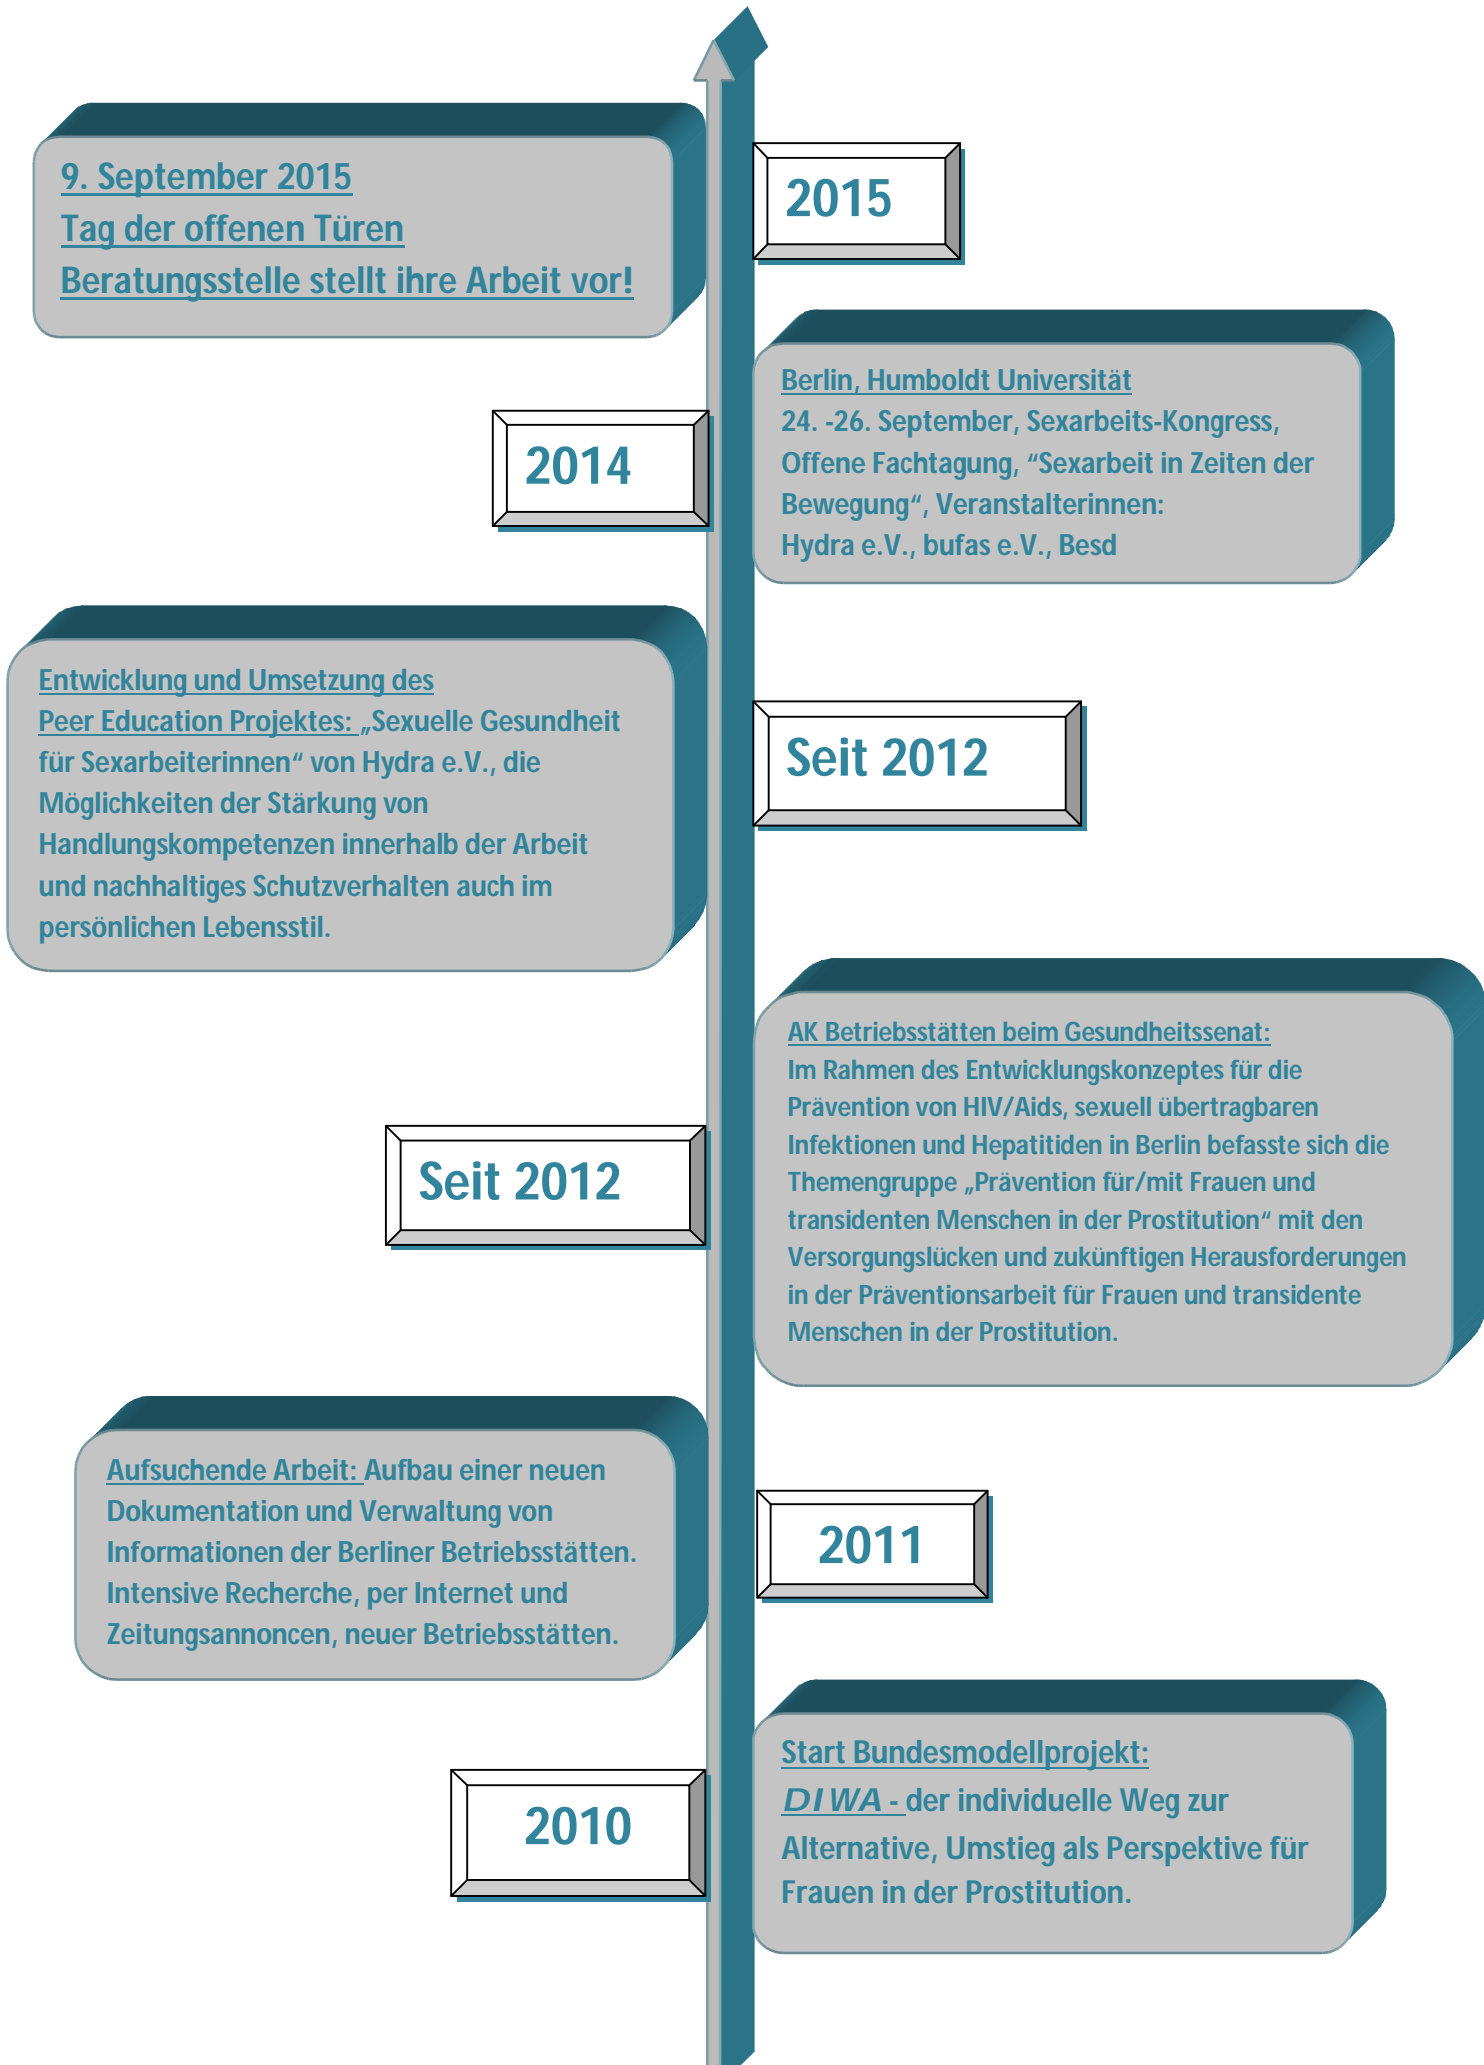 9. September 2015
Tag der offenen Türen
Beratungsstelle stellt ihre Arbeit vor!
2015
2014
Berlin, Humboldt Universität
24. -26. September, Sexarbeits-Kongress,
Offene Fachtagung, “Sexarbeit in Zeiten der
Bewegung“, Veranstalterinnen:
Hydra e.V., bufas e.V., Besd
Entwicklung und Umsetzung des
Peer Education Projektes: „Sexuelle Gesundheit
für Sexarbeiterinnen“ von Hydra e.V., die
Möglichkeiten der Stärkung von
Handlungskompetenzen innerhalb der Arbeit
und nachhaltiges Schutzverhalten auch im
persönlichen Lebensstil.
Seit 2012
Seit 2012
AK Betriebsstätten beim Gesundheitssenat:
Im Rahmen des Entwicklungskonzeptes für die
Prävention von HIV/Aids, sexuell übertragbaren
Infektionen und Hepatitiden in Berlin befasste sich die
Themengruppe „Prävention für/mit Frauen und
transidenten Menschen in der Prostitution“ mit den
Versorgungslücken und zukünftigen Herausforderungen
in der Präventionsarbeit für Frauen und transidente
Menschen in der Prostitution.
Aufsuchende Arbeit: Aufbau einer neuen
Dokumentation und Verwaltung von
Informationen der Berliner Betriebsstätten.
Intensive Recherche, per Internet und
Zeitungsannoncen, neuer Betriebsstätten.
2011
2010
Start Bundesmodellprojekt:
DIWA - der individuelle Weg zur
Alternative, Umstieg als Perspektive für
Frauen in der Prostitution.